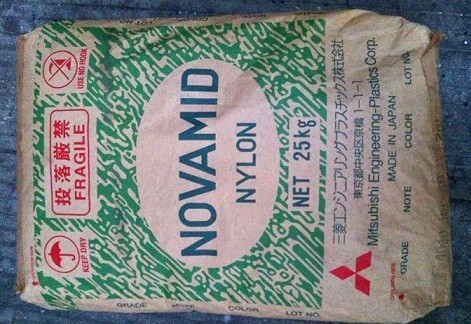 USE NO HOOK
投落厳禁
FRAGILE
KEEP DRY
NOVAMID
NYLON
NET 25kg
三菱エンジニアリングプラスチックス株式会社
東京都中央区京橋1-1-1
Mitsubishi Engineering-Plastics Corp.
MADE IN JAPAN
GRADE NOTE COLOR LOT NO.
GRADE COLOR LOT NO.
COLOR
LOT NO